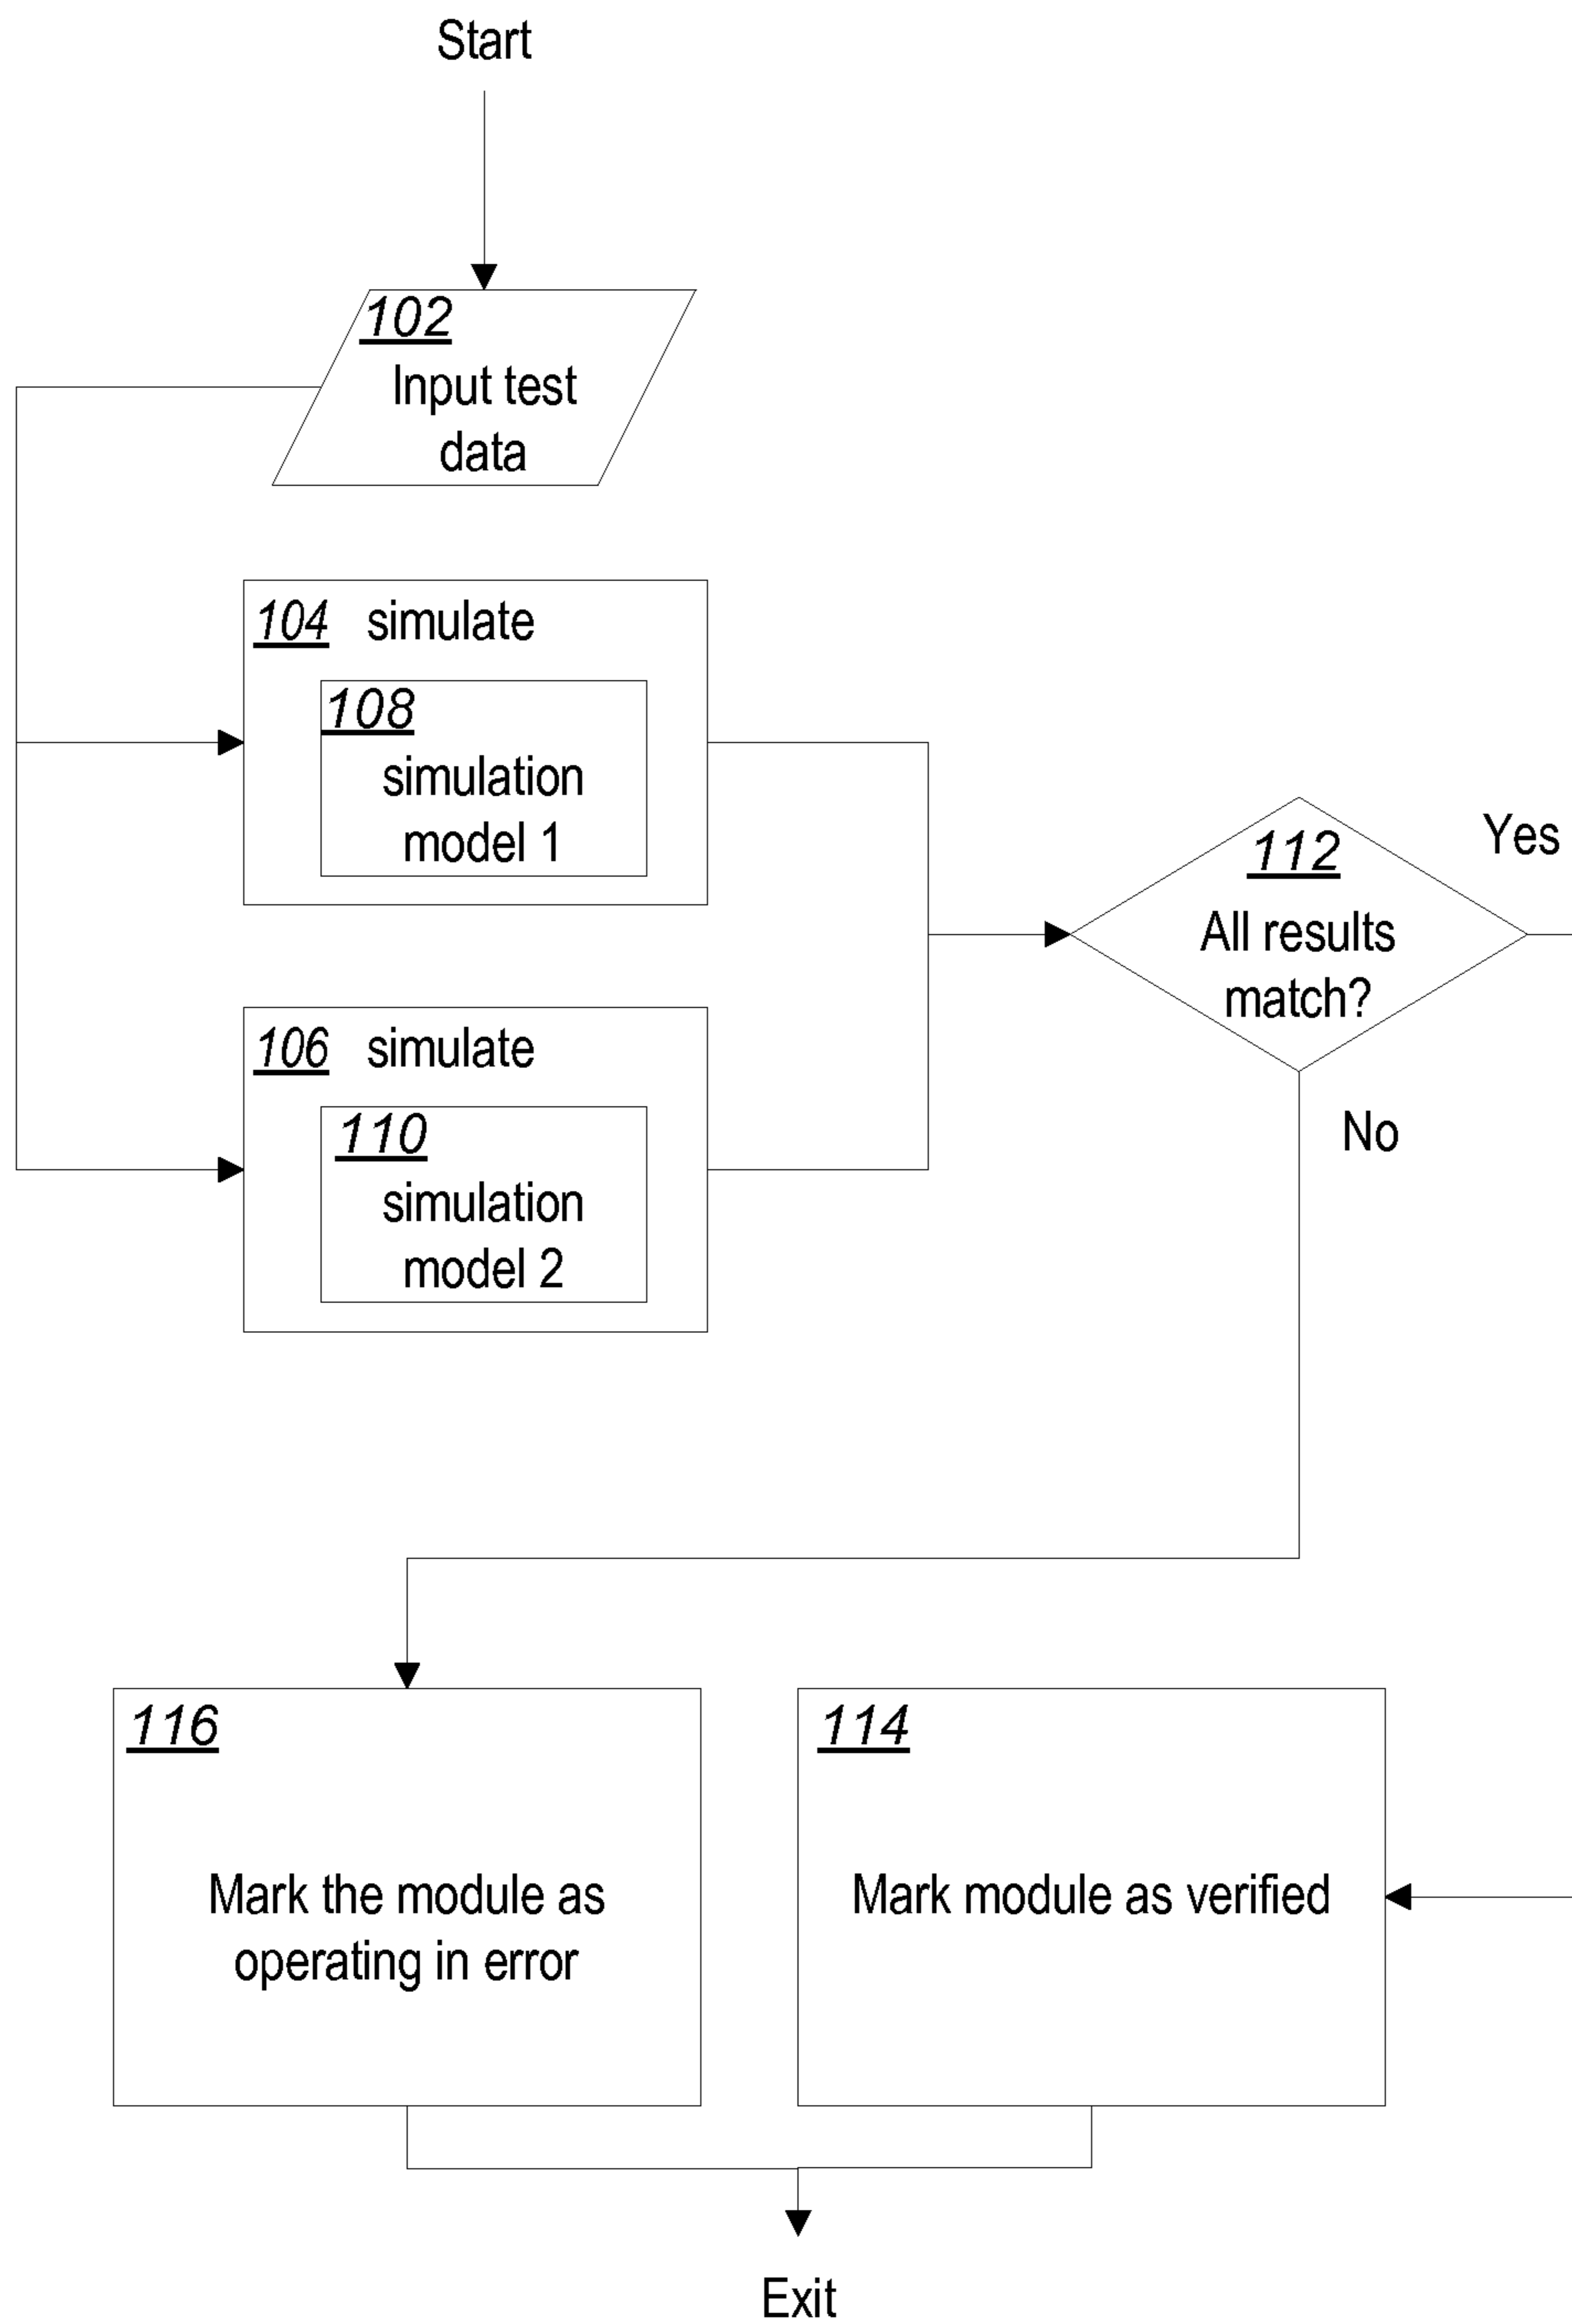 Start
102
Input test
data
104 simulate
108
simulation
model 1
112
All results
match?
Yes
No
106 simulate
110
simulation
model 2
116
Mark the module as
operating in error
114
Mark module as verified
Exit